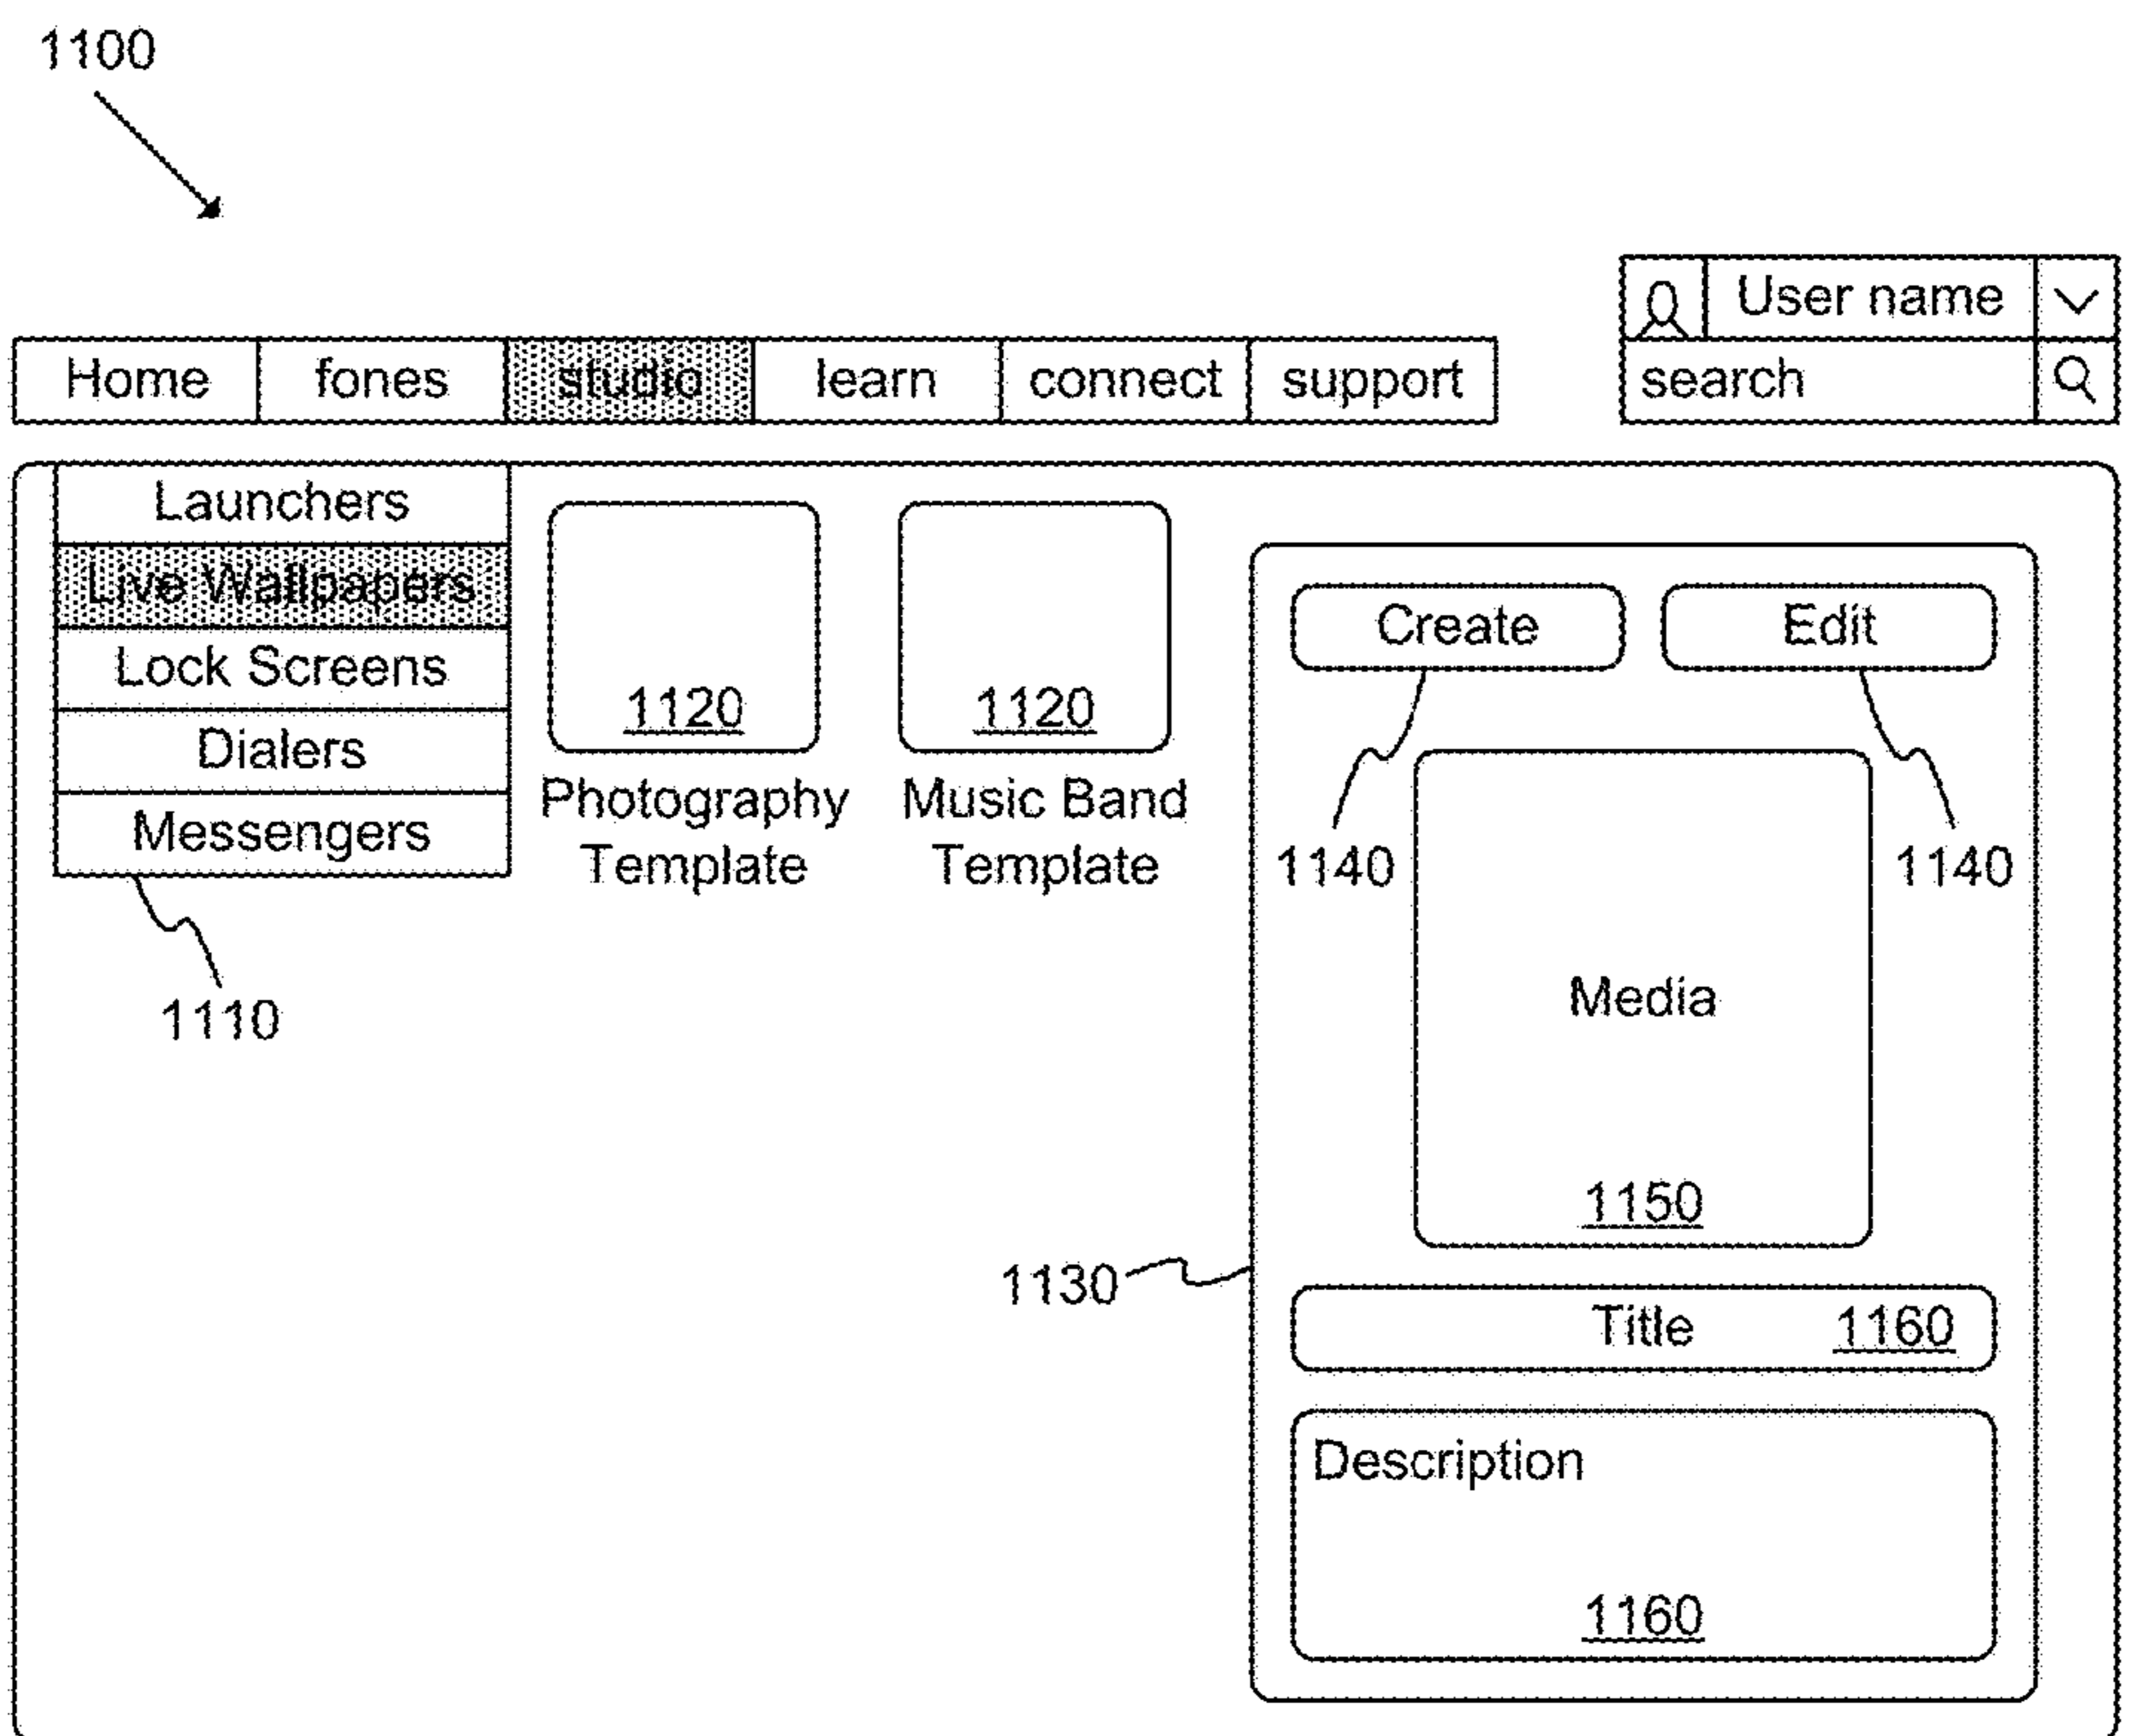 1100
User name
Home fones studio learn connect support
search
Launchers
Live Wallpapers
Lock Screens
Dialers
Messengers
1110
1120
Photography
Template
1120
Music Band
Template
Create
Edit
1140
1140
Media
1150
1130
Title 1160
Description
1160